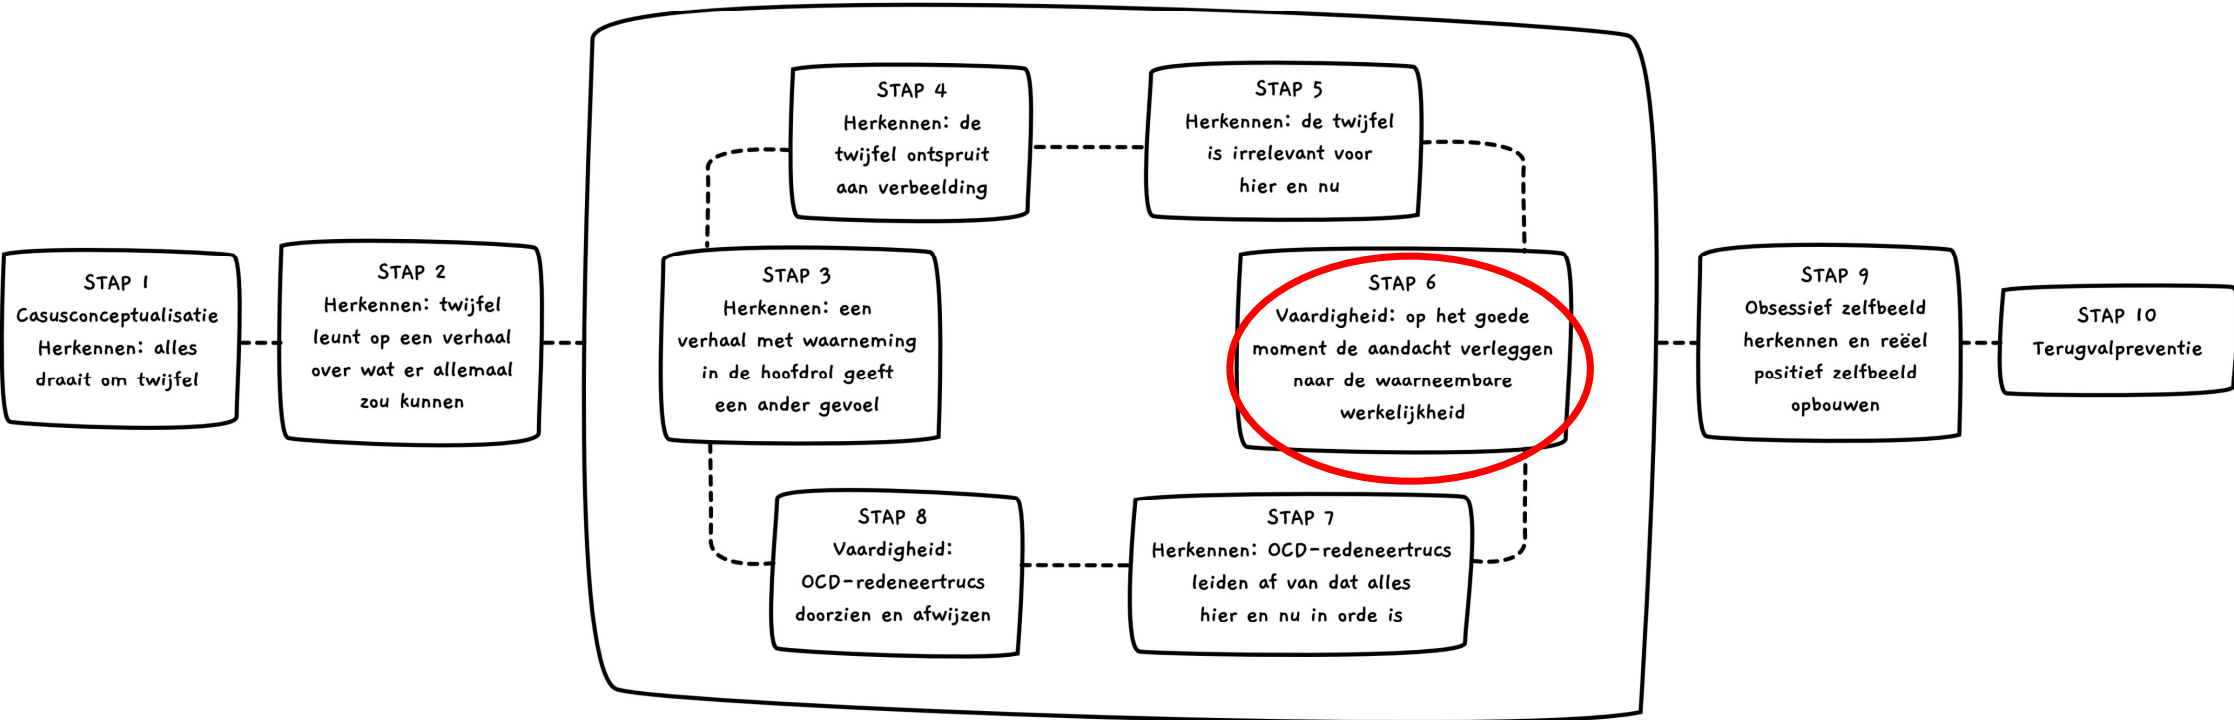 STAP 1
Casusconceptualisatie
Herkennen: alles
draait om twijfel
STAP 2
Herkennen: twijfel
leunt op een verhaal
over wat er allemaal
zou kunnen
STAP 3
Herkennen: een
verhaal met waarneming
in de hoofdrol geeft
een ander gevoel
STAP 4
Herkennen: de
twijfel ontspruit
aan verbeelding
STAP 5
Herkennen: de twijfel
is irrelevant voor
hier en nu
STAP 6
Vaardigheid: op het goede
moment de aandacht verleggen
naar de waarneembare
werkelijkheid
STAP 7
Herkennen: OCD-redeneertrucs
leiden af van dat alles
hier en nu in orde is
STAP 8
Vaardigheid:
OCD-redeneertrucs
doorzien en afwijzen
STAP 9
Obsessief zelfbeeld
herkennen en reëel
positief zelfbeeld
opbouwen
STAP 10
Terugvalpreventie